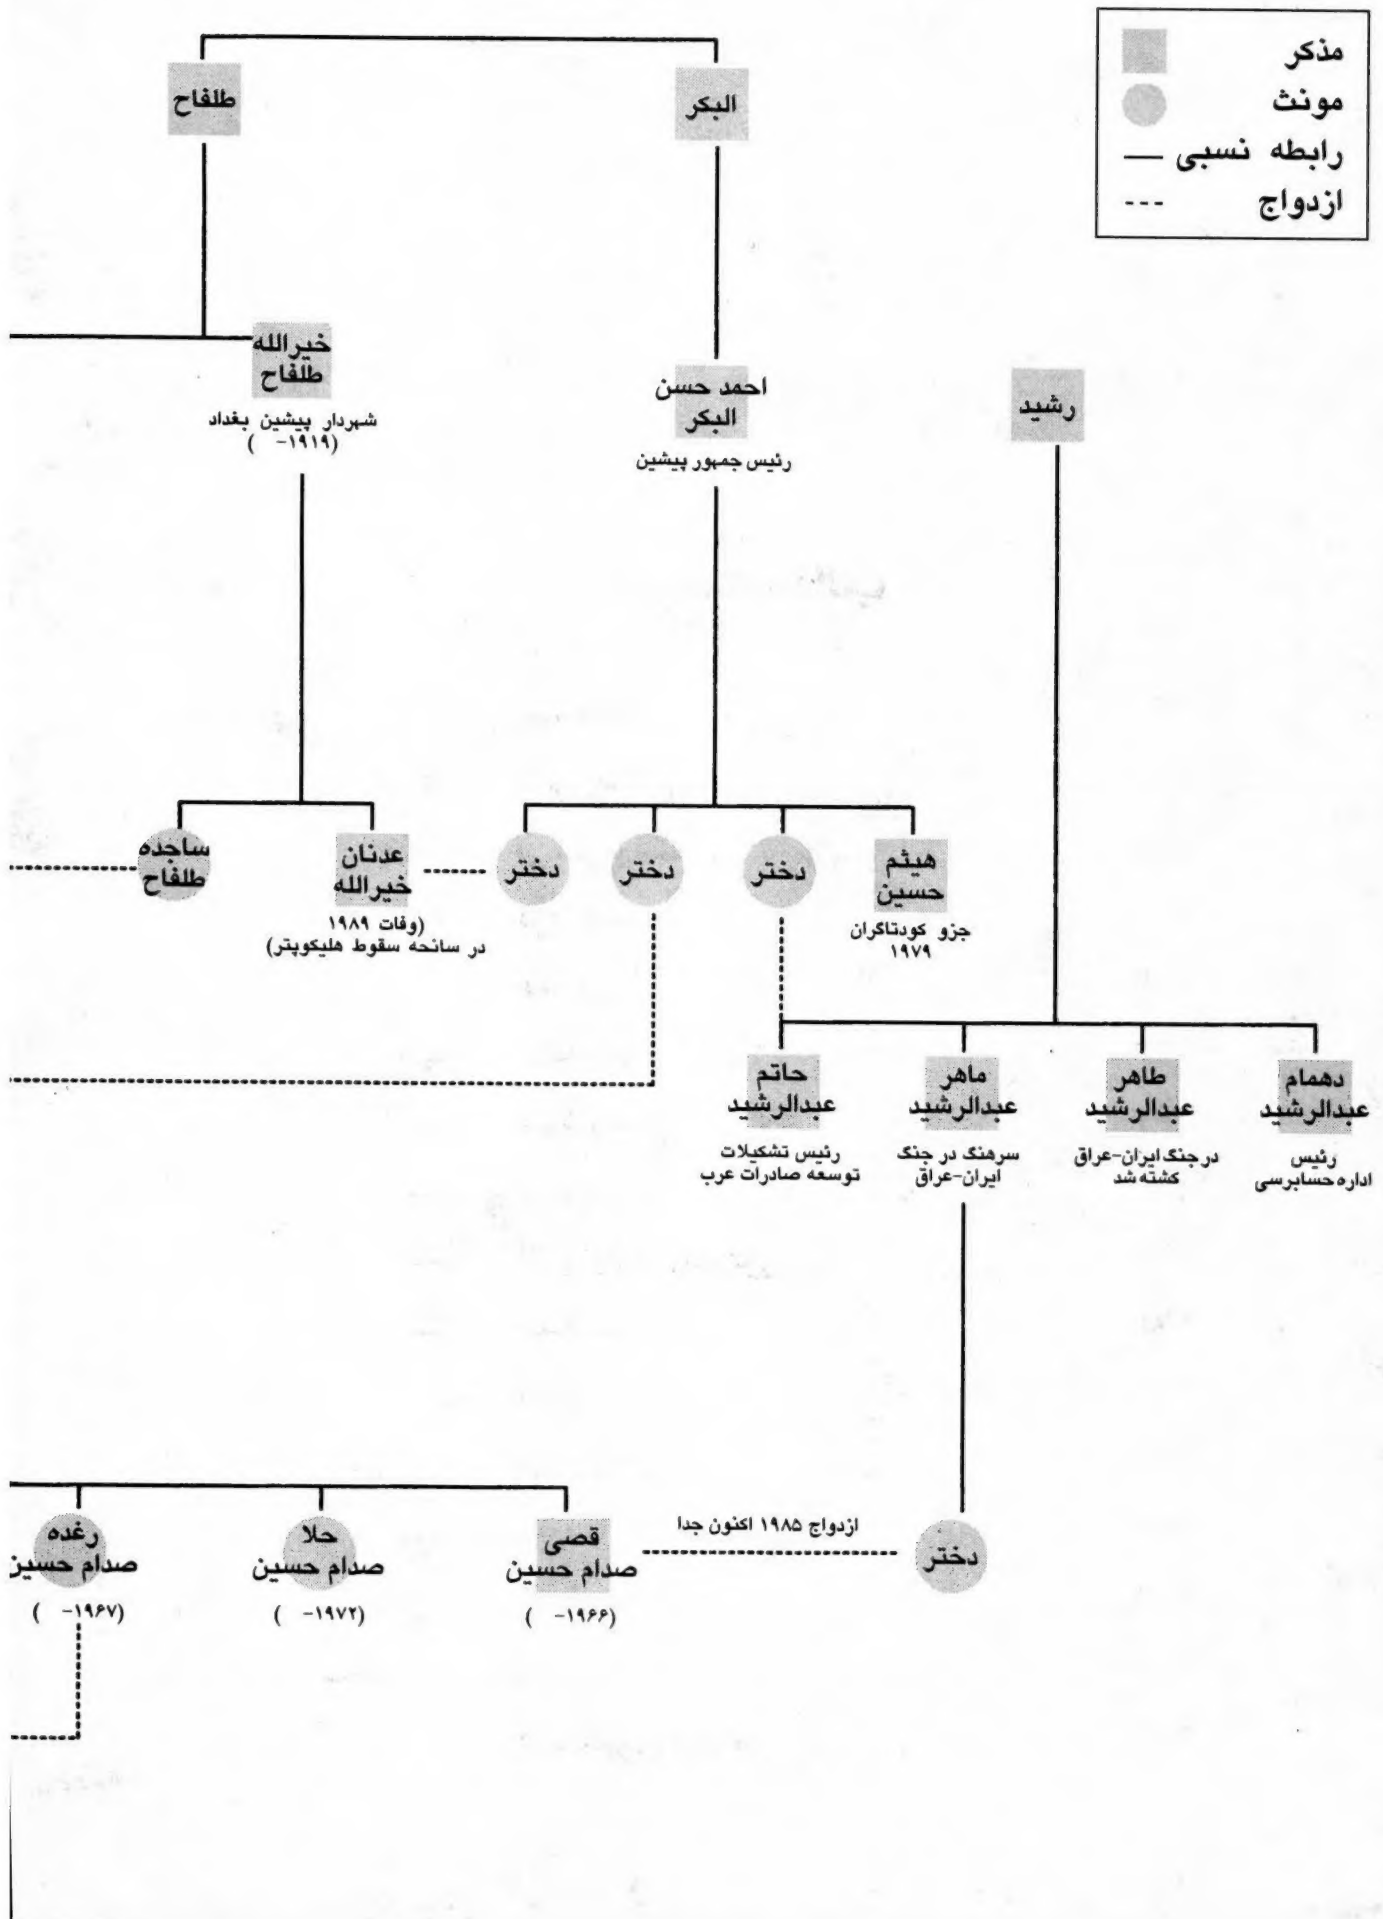 مذکر
مونث
رابطه نسبی
ازدواج
البکر
طلفاح
خیرالله
طلفاح
شهردار پیشین بغداد
(۱۹۱۹- )
احمد حسن
البکر
رئیس جمهور پیشین
رشید
هیثم
حسین
جزو کودتاگران
۱۹۷۹
دختر
دختر
دختر
عدنان
خیرالله
(وفات ۱۹۸۹
در سانحه سقوط هلیکوپتر)
ساجده
طلفاح
دهمام
عبدالرشید
رئیس
اداره حسابرسی
طاهر
عبدالرشید
در جنگ ایران-عراق
کشته شد
ماهر
عبدالرشید
سرهنگ در جنگ
ایران-عراق
حاتم
عبدالرشید
رئیس تشکیلات
توسعه صادرات عرب
دختر
ازدواج ۱۹۸۵ اکنون جدا
قصی
صدام حسین
(۱۹۶۶- )
حلا
صدام حسین
(۱۹۷۲- )
رغده
صدام حسین
(۱۹۶۷- )